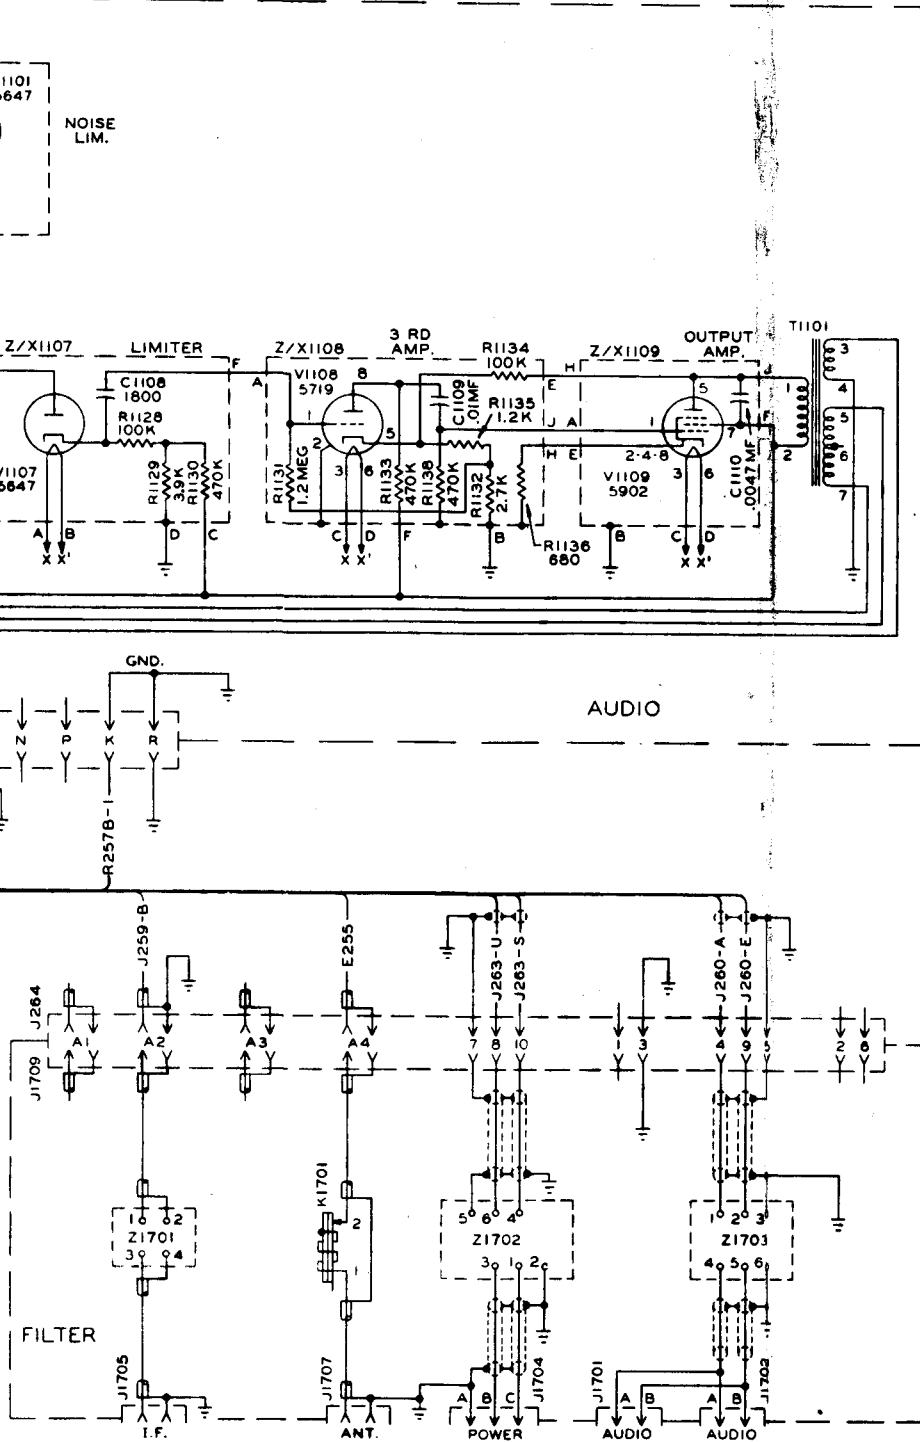 1101
647
NOISE
LIM.
Z/X1107
LIMITER
F
C1108
1800
R1128
100K
V1107
5647
R1129
3.9K
R1130
470K
A
B
D
C
X X'
Z/X1108
3 RD
AMP.
A
V1108
5719
8
1
2
5
3
6
R1131
1.2 MEG
R1133
470K
R1138
470K
C1109
.01MF
R1134
100K
R1135
1.2K
R1132
2.7K
R1136
680
C
D
F
B
X X'
E
H
J
A
H
E
Z/X1109
OUTPUT
AMP.
J
5
1
7
F
2-4-8
3
6
V1109
5902
C1110
.0047 MF
B
C
D
X X'
T1101
1
2
3
4
5
6
7
GND.
N
P
K
R
AUDIO
R257B-1
J259-B
E255
J263-U
J263-S
J260-A
J260-E
J264
J1709
A1
A2
A3
A4
7
8
10
1
3
4
9
5
2
6
K1701
2
1
1
2
Z1701
3
4
5
6
4
Z1702
3
1
2
1
2
3
Z1703
4
5
6
FILTER
J1705
I.F.
J1707
ANT.
A
B
C
J1704
POWER
J1701
A
B
AUDIO
A
B
J1702
AUDIO